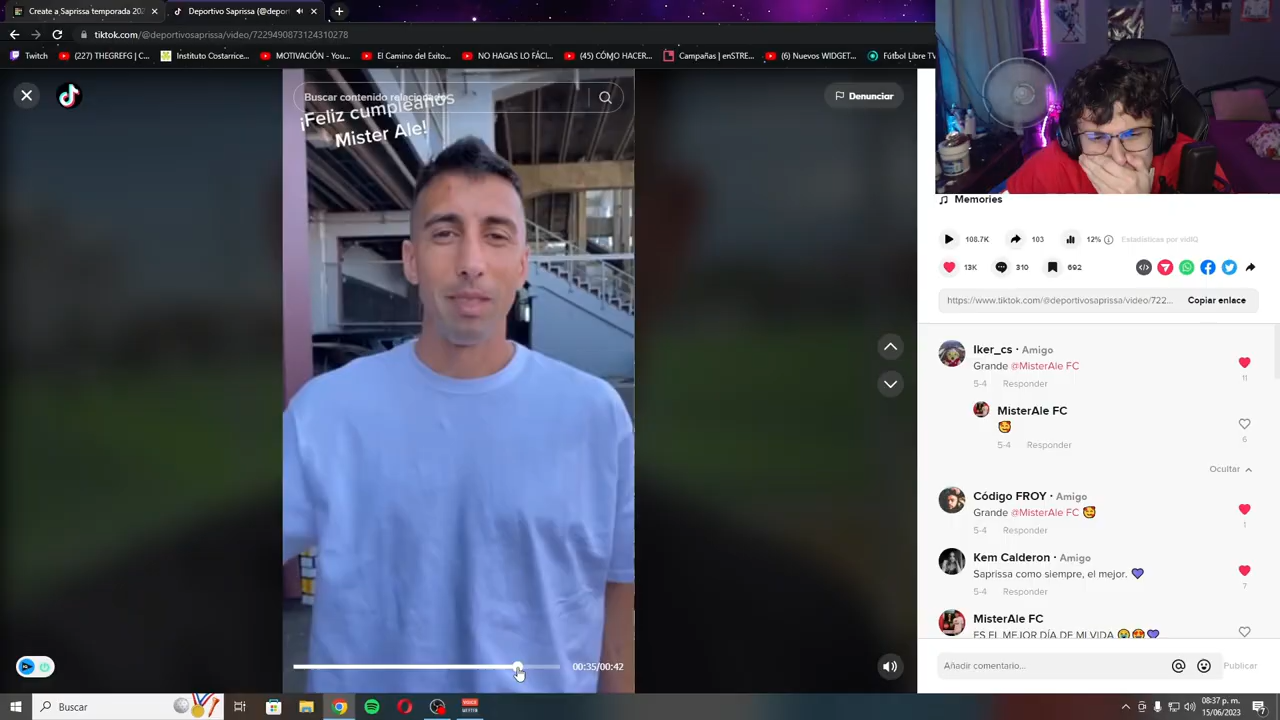 Create a Saprissa temporada 202
Deportivo Saprissa (@depo
tiktok.com/@deportivosaprissa/video/7229490873124310278
Twitch
(227) THEGREFG | C...
Instituto Costarrice...
MOTIVACIÓN - You...
El Camino del Exito...
NO HAGAS LO FÁCI...
(45) CÓMO HACER...
Campañas | enSTRE...
(6) Nuevos WIDGET...
Fútbol Libre TV
Buscar contenido relacionado
Denunciar
¡Feliz cumpleaños
Mister Ale!
Memories
108.7K
103
12%
Estadísticas por vidIQ
13K
310
692
https://www.tiktok.com/@deportivosaprissa/video/722...
Copiar enlace
Iker_cs · Amigo
Grande @MisterAle FC
11
5-4 Responder
MisterAle FC
🥰
6
5-4 Responder
Ocultar
Código FROY · Amigo
Grande @MisterAle FC 🥰
1
5-4 Responder
Kem Calderon · Amigo
Saprissa como siempre, el mejor. 💜
7
5-4 Responder
MisterAle FC
ES EL MEJOR DÍA DE MI VIDA 😭🤩💜
00:35/00:42
Añadir comentario...
Publicar
Buscar
08:37 p. m.
15/06/2023